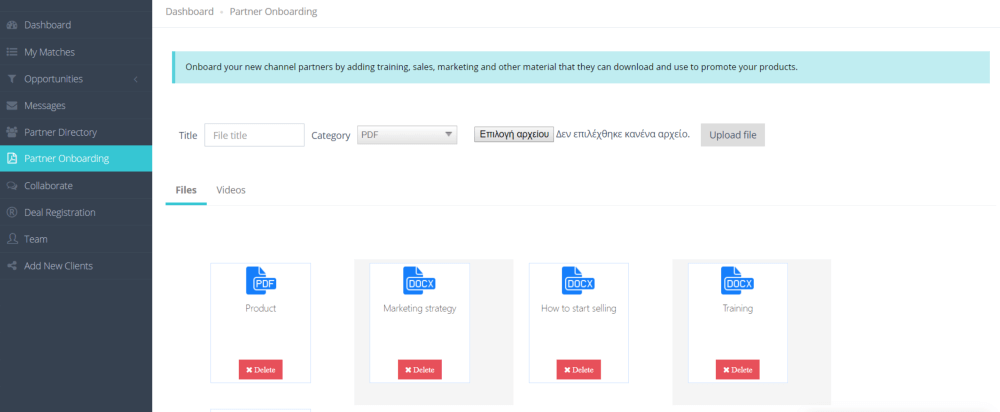 Dashboard
My Matches
Opportunities
Messages
Partner Directory
Partner Onboarding
Collaborate
Deal Registration
Team
Add New Clients
Dashboard Partner Onboarding
Onboard your new channel partners by adding training, sales, marketing and other material that they can download and use to promote your products.
Title File title Category PDF Επιλογή αρχείου Δεν επιλέχθηκε κανένα αρχείο. Upload file
Files Videos
PDF DOCX DOCX DOCX
Product Marketing strategy How to start selling Training
Delete Delete Delete Delete